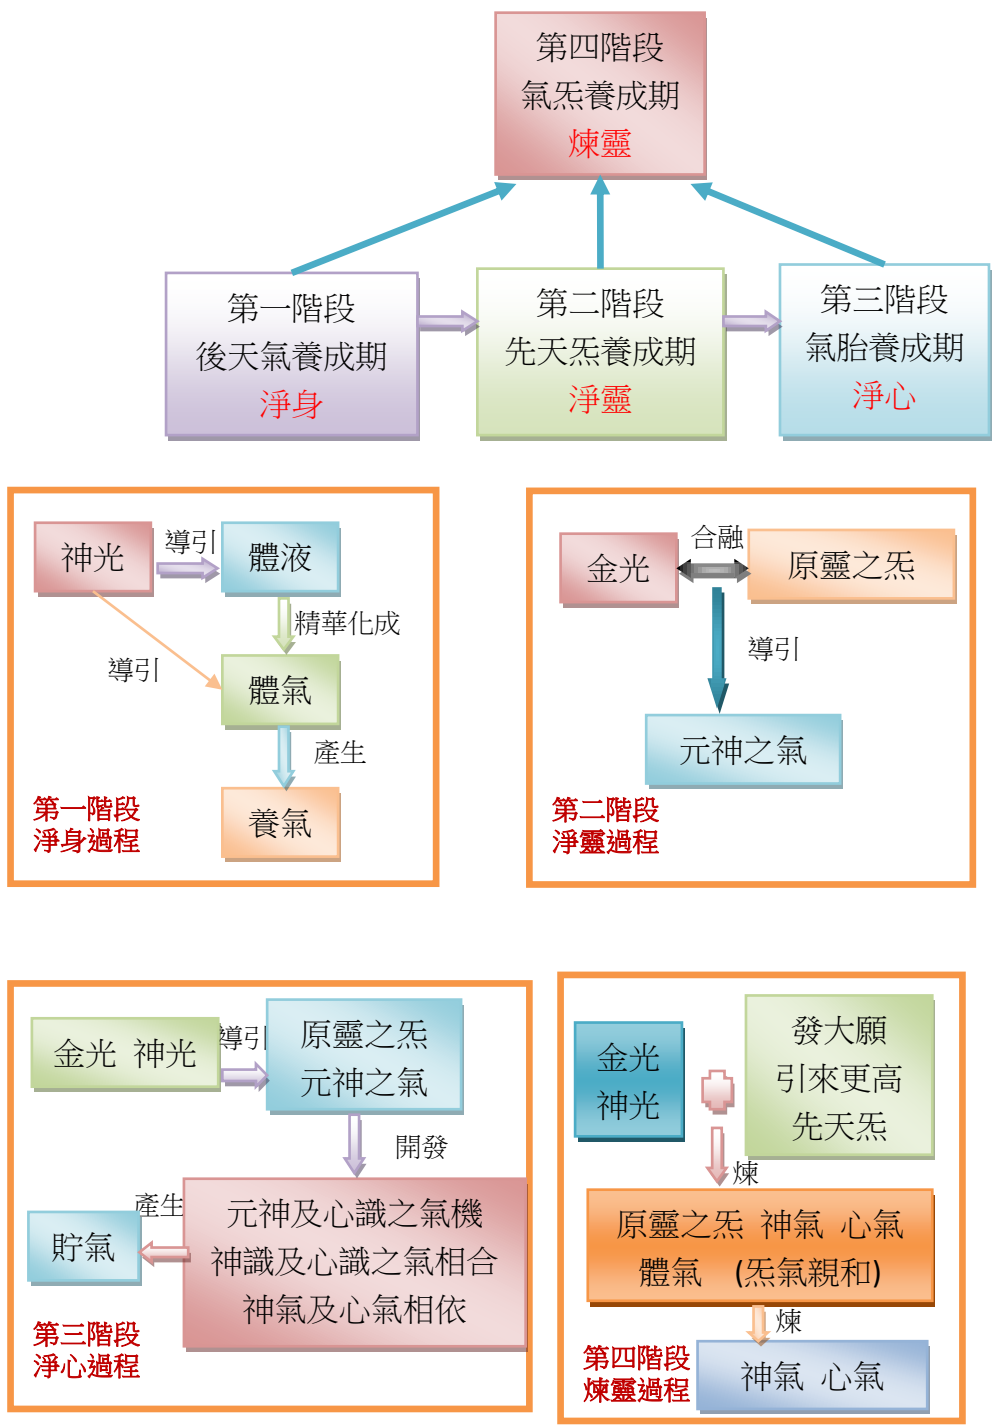 第四階段
氣炁養成期
煉靈
第一階段
後天氣養成期
淨身
第二階段
先天炁養成期
淨靈
第三階段
氣胎養成期
淨心
神光
導引
體液
精華化成
導引
體氣
產生
養氣
第一階段
淨身過程
金光
合融
原靈之炁
導引
元神之氣
第二階段
淨靈過程
金光 神光
導引
原靈之炁
元神之氣
開發
元神及心識之氣機
神識及心識之氣相合
神氣及心氣相依
產生
貯氣
第三階段
淨心過程
金光
神光
發大願
引來更高
先天炁
煉
原靈之炁 神氣 心氣
體氣 (炁氣親和)
煉
神氣 心氣
第四階段
煉靈過程